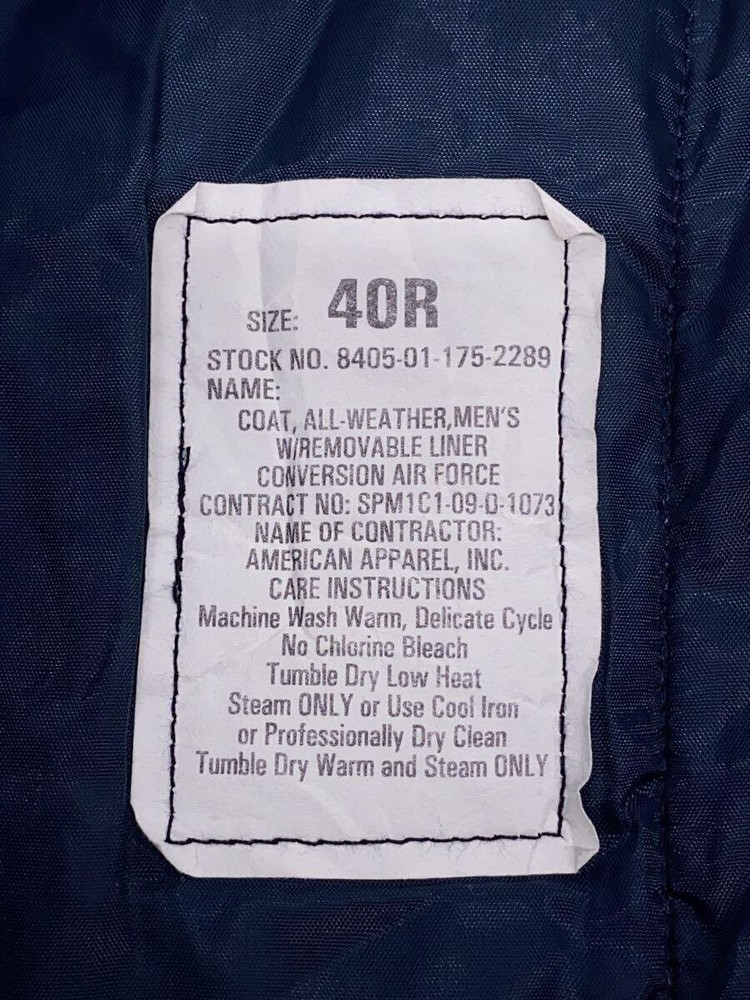 SIZE: 40R
STOCK NO. 8405-01-175-2289
NAME:
COAT, ALL-WEATHER,MEN'S
W/REMOVABLE LINER
CONVERSION AIR FORCE
CONTRACT NO: SPM1C1-09-D-1073
NAME OF CONTRACTOR:
AMERICAN APPAREL, INC.
CARE INSTRUCTIONS
Machine Wash Warm, Delicate Cycle
No Chlorine Bleach
Tumble Dry Low Heat
Steam ONLY or Use Cool Iron
or Professionally Dry Clean
Tumble Dry Warm and Steam ONLY